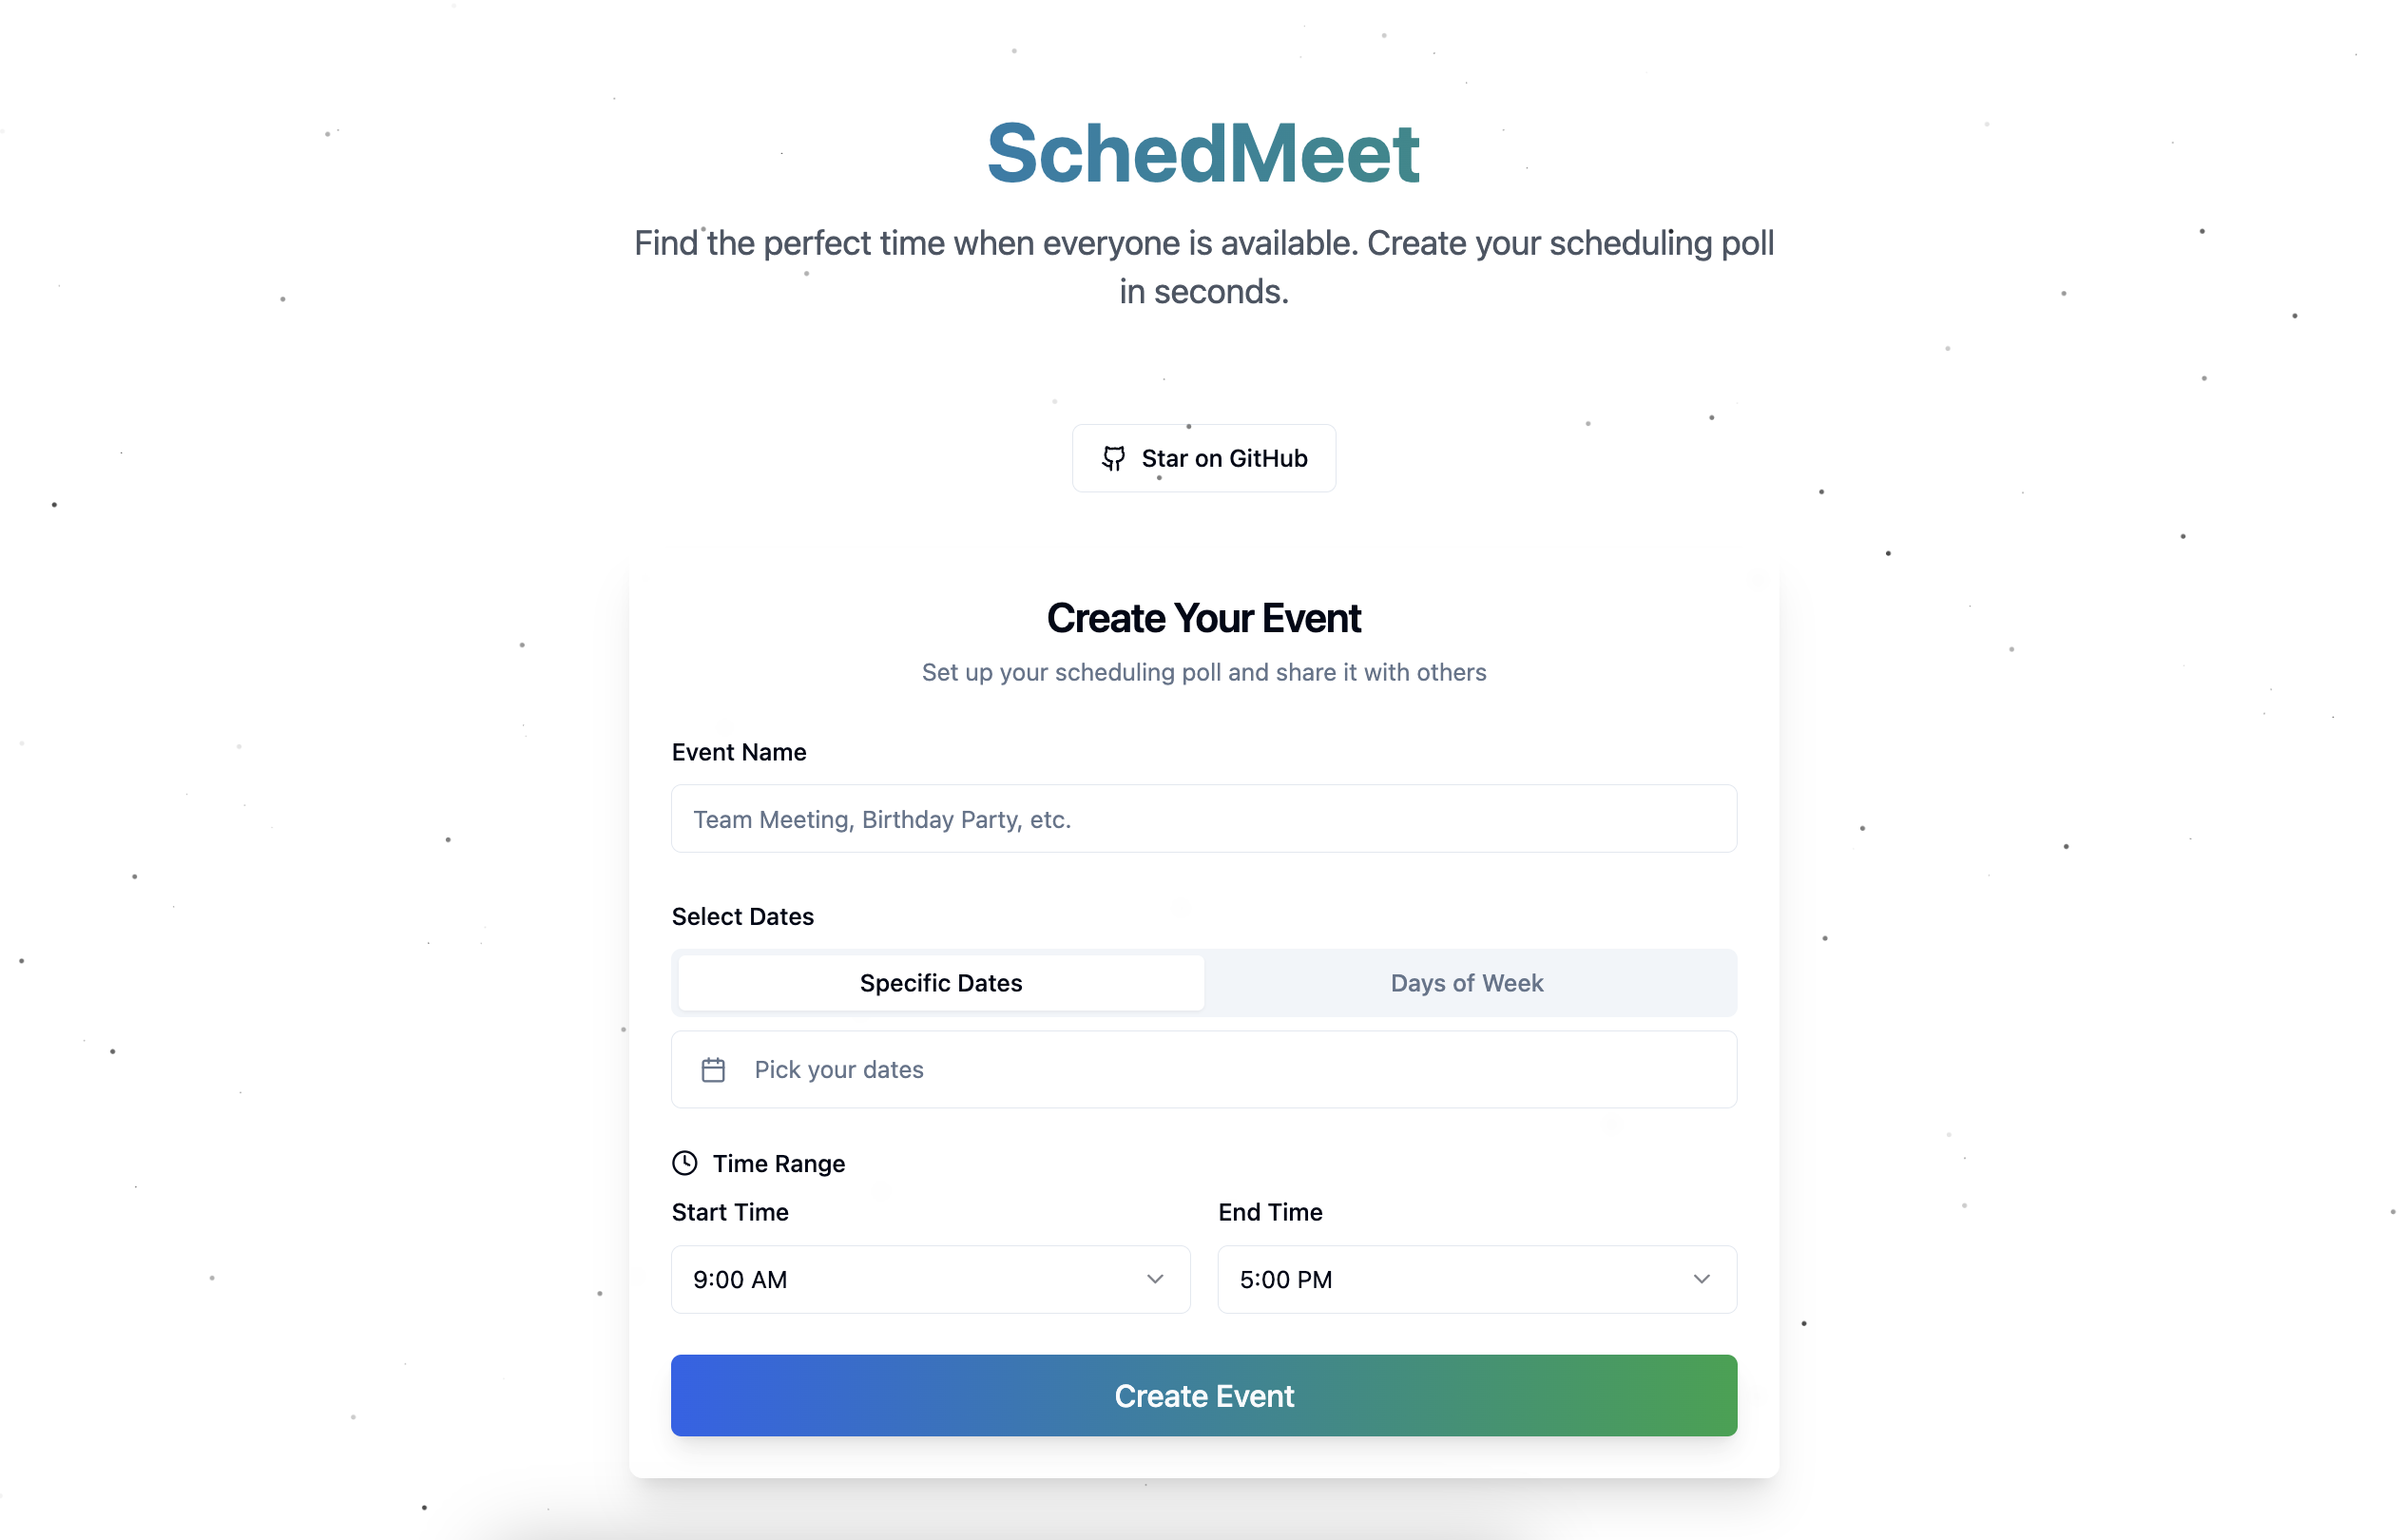 SchedMeet
Find the perfect time when everyone is available. Create your scheduling poll
in seconds.
Star on GitHub
Create Your Event
Set up your scheduling poll and share it with others
Event Name
Team Meeting, Birthday Party, etc.
Select Dates
Specific Dates
Days of Week
Pick your dates
Time Range
Start Time
End Time
9:00 AM
5:00 PM
Create Event